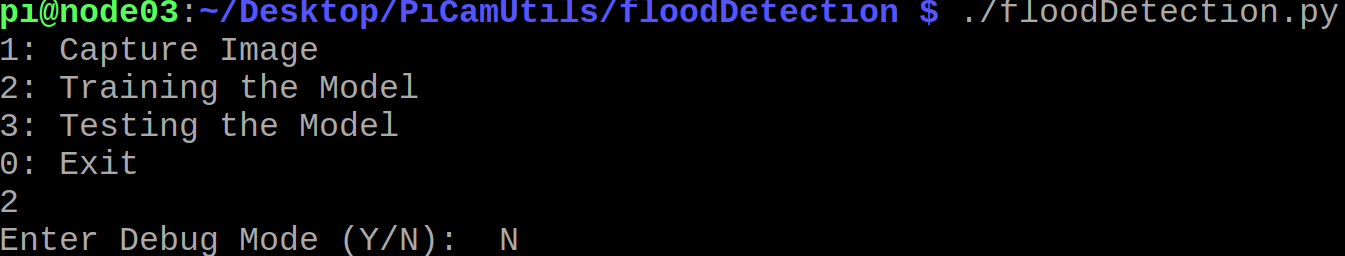 pi@node03:~/Desktop/PiCamUtils/floodDetection $ ./floodDetection.py
1: Capture Image
2: Training the Model
3: Testing the Model
0: Exit
2
Enter Debug Mode (Y/N):  N